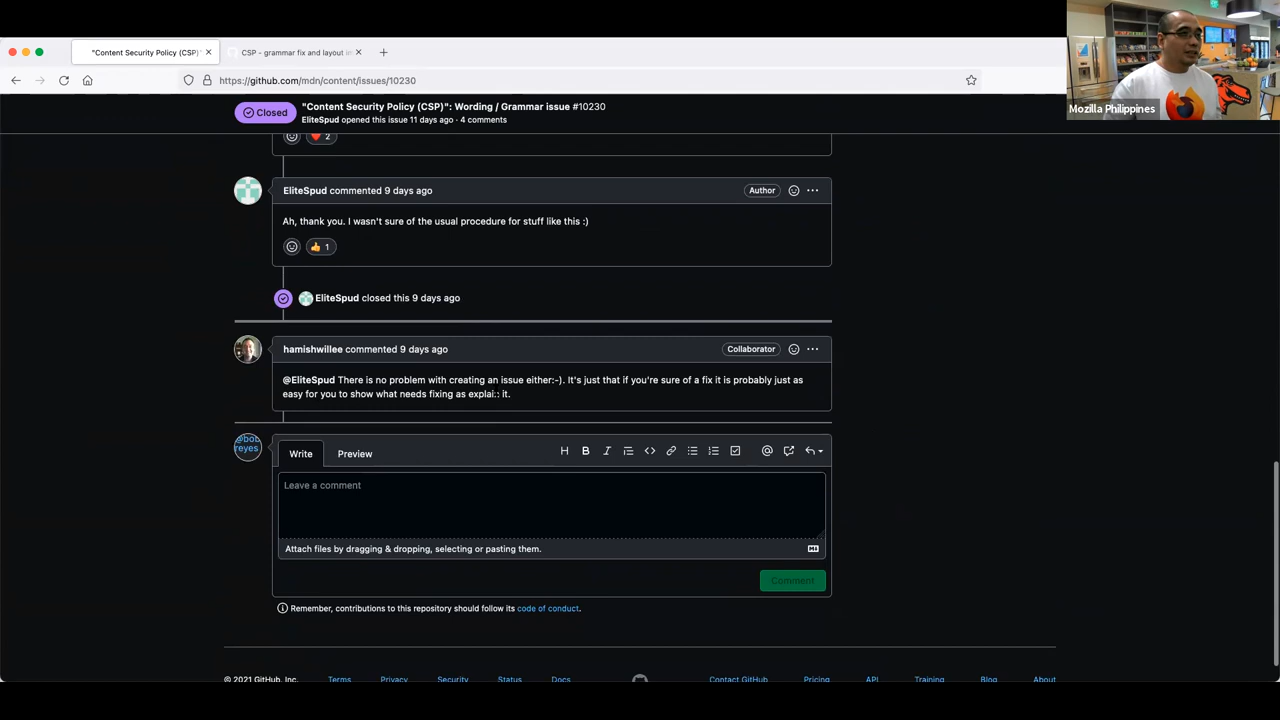 "Content Security Policy (CSP)
CSP - grammar fix and layout
https://github.com/mdn/content/issues/10230
Mozilla Philippines
Closed
"Content Security Policy (CSP)": Wording / Grammar issue #10230
EliteSpud opened this issue 11 days ago · 4 comments
2
EliteSpud commented 9 days ago
Author
Ah, thank you. I wasn't sure of the usual procedure for stuff like this :)
1
EliteSpud closed this 9 days ago
hamishwillee commented 9 days ago
Collaborator
@EliteSpud There is no problem with creating an issue either:-). It's just that if you're sure of a fix it is probably just as
easy for you to show what needs fixing as explai:: it.
@bob
reyes
Write
Preview
Leave a comment
Attach files by dragging & dropping, selecting or pasting them.
Comment
Remember, contributions to this repository should follow its code of conduct.
© 2021 GitHub, Inc.
Terms
Privacy
Security
Status
Docs
Contact GitHub
Pricing
API
Training
Blog
About